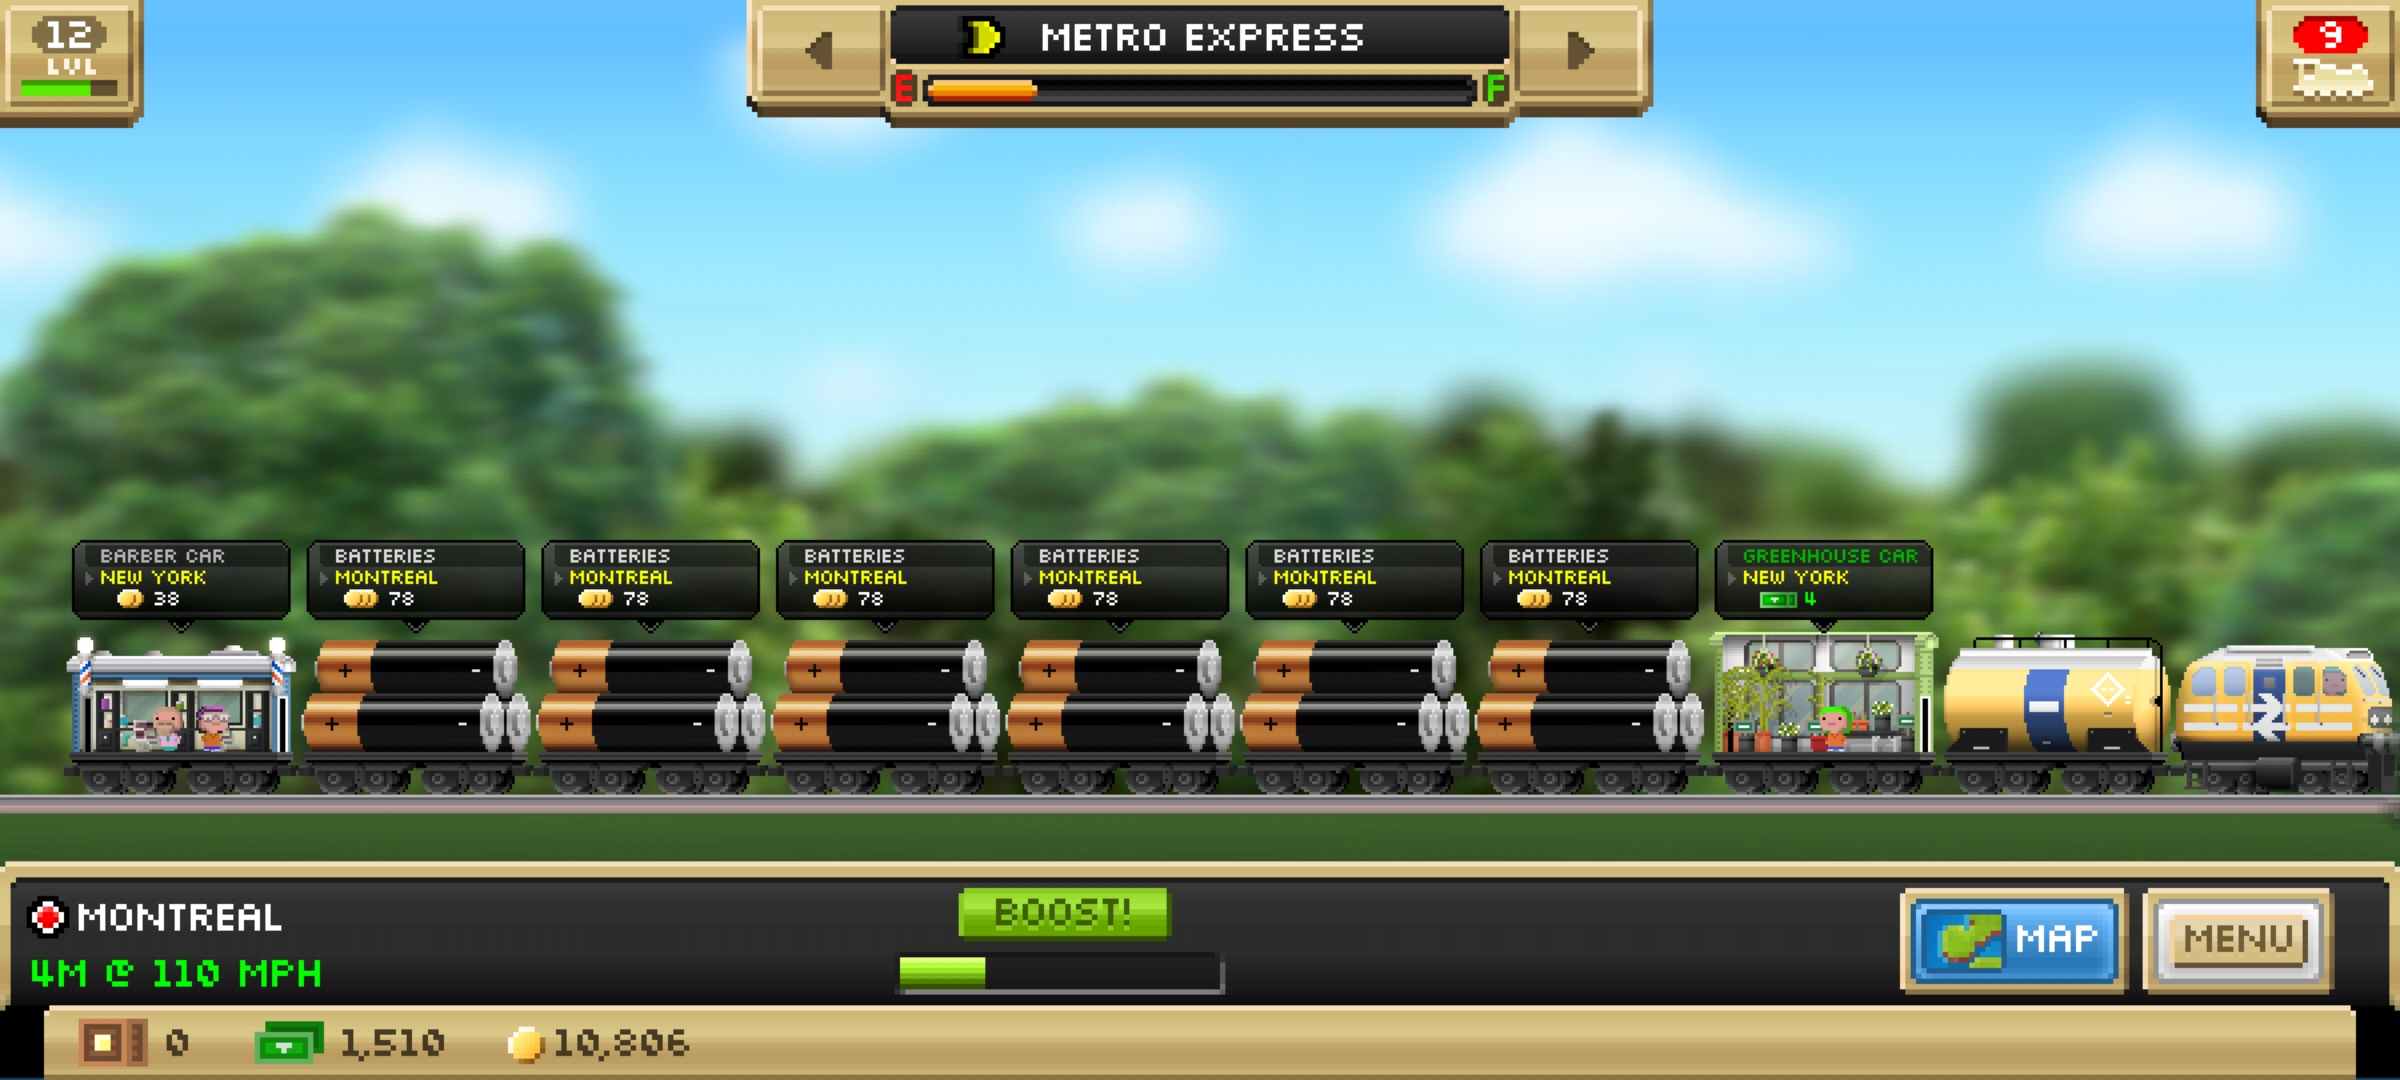 12
LVL
METRO EXPRESS
E F
9
BARBER CAR
NEW YORK
38
BATTERIES
MONTREAL
78
BATTERIES
MONTREAL
78
BATTERIES
MONTREAL
78
BATTERIES
MONTREAL
78
BATTERIES
MONTREAL
78
BATTERIES
MONTREAL
78
GREENHOUSE CAR
NEW YORK
4
+ -
+ -
+ -
+ -
+ -
+ -
+ -
+ -
+ -
+ -
+ -
+ -
MONTREAL
4M @ 110 MPH
BOOST!
MAP
MENU
0 1,510 10,806